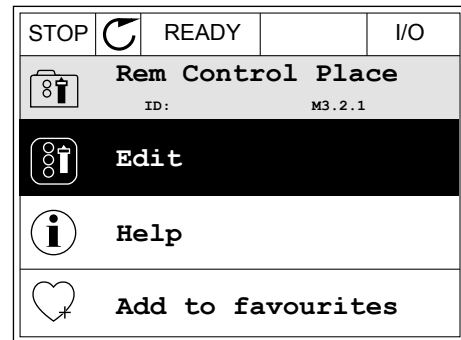 STOP READY I/O
Rem Control Place
ID: M3.2.1
Edit
Help
Add to favourites